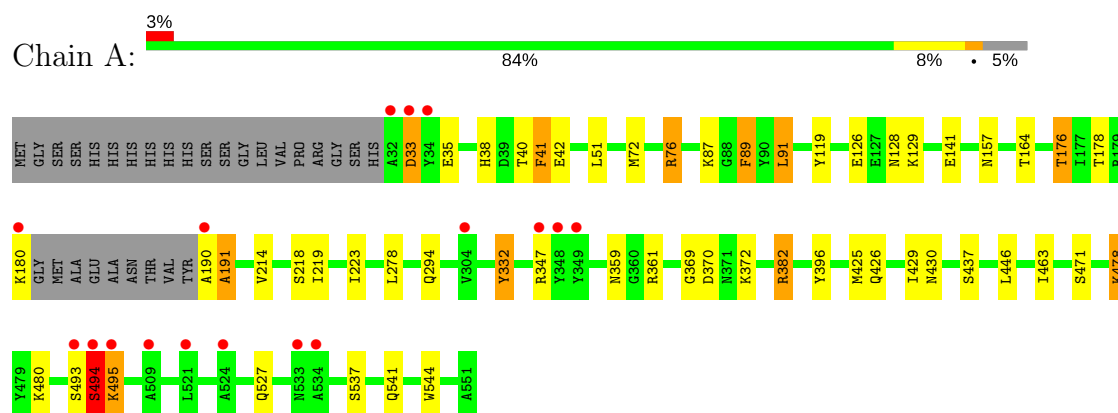 3%
Chain A:
84% 8% • 5%
MET GLY SER SER HIS HIS HIS HIS HIS HIS SER SER GLY LEU VAL PRO ARG GLY SER HIS A32 D33 Y34 E35 H38 D39 T40 F41 E42 L51 M72 R76 K87 G88 F89 Y90 L91 Y119 E126 E127 N128 K129 E141 N157 T164 T176 I177 T178 R179
K180 GLY MET ALA GLU ALA ASN THR VAL TYR A190 A191 V214 S218 I219 I223 L278 Q294 V304 Y332 R347 Y348 Y349 N359 G360 R361 G369 D370 N371 K372 R382 Y396 M425 Q426 I429 N430 S437 L446 I463 S471 K478
Y479 K480 S493 S494 K495 A509 L521 A524 Q527 N533 A534 S537 Q541 W544 A551